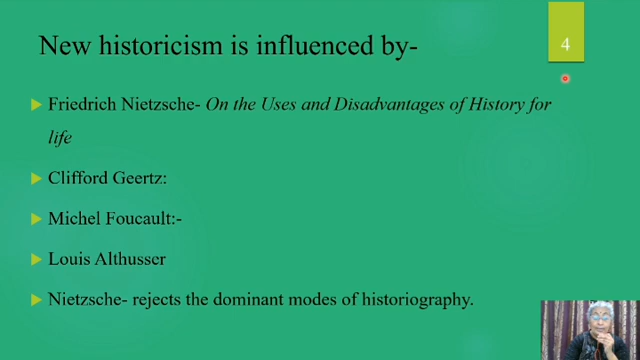 New historicism is influenced by-
4
Friedrich Nietzsche- On the Uses and Disadvantages of History for
life
Clifford Geertz:
Michel Foucault:-
Louis Althusser
Nietzsche- rejects the dominant modes of historiography.